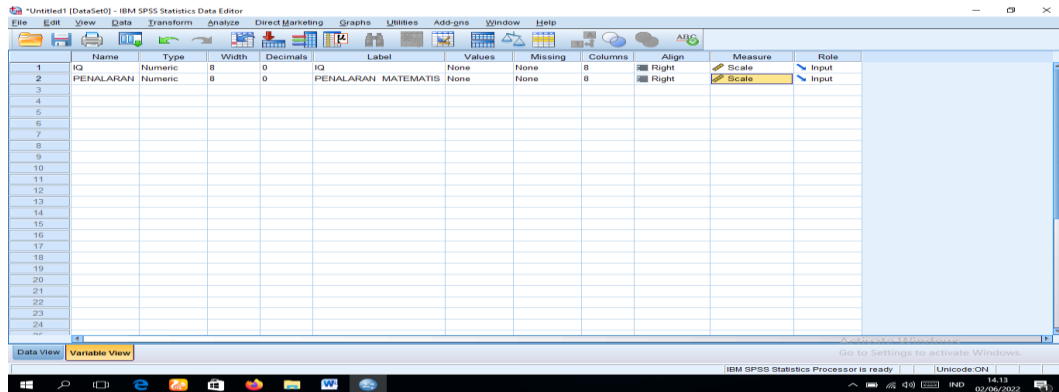 *Untitled1 [DataSet0] - IBM SPSS Statistics Data Editor
File Edit View Data Transform Analyze Direct Marketing Graphs Utilities Add-ons Window Help
Name Type Width Decimals Label Values Missing Columns Align Measure Role
1 IQ Numeric 8 0 IQ None None 8 Right Scale Input
2 PENALARAN Numeric 8 0 PENALARAN MATEMATIS None None 8 Right Scale Input
3
4
5
6
7
8
9
10
11
12
13
14
15
16
17
18
19
20
21
22
23
24
Activate Windows
Data View Variable View Go to Settings to activate Windows.
IBM SPSS Statistics Processor is ready Unicode:ON
IND 14.13
02/06/2022